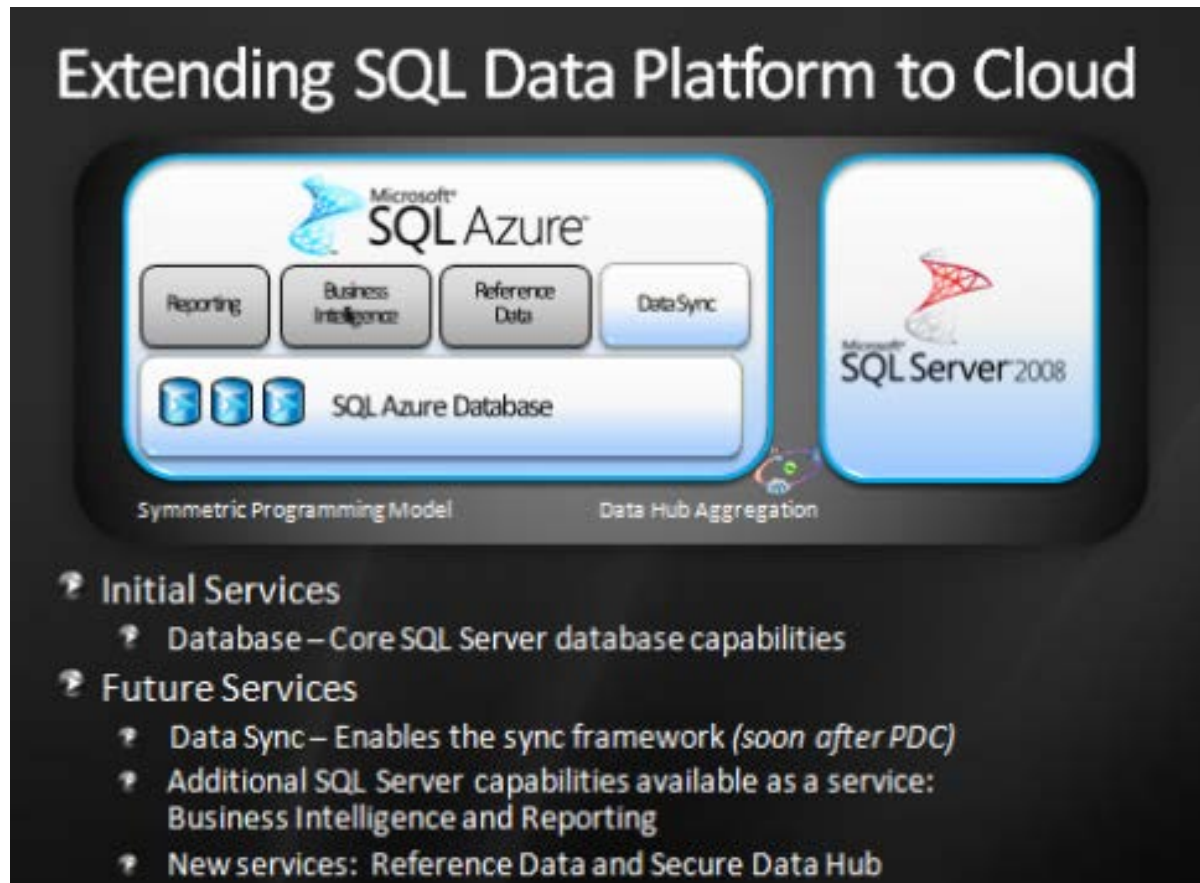 Extending SQL Data Platform to Cloud
Microsoft®
SQL Azure™
Reporting
Business
Intelligence
Reference
Data
Data Sync
SQL Azure Database
Microsoft®
SQL Server 2008
Symmetric Programming Model
Data Hub Aggregation
Initial Services
Database – Core SQL Server database capabilities
Future Services
Data Sync – Enables the sync framework (soon after PDC)
Additional SQL Server capabilities available as a service:
Business Intelligence and Reporting
New services: Reference Data and Secure Data Hub